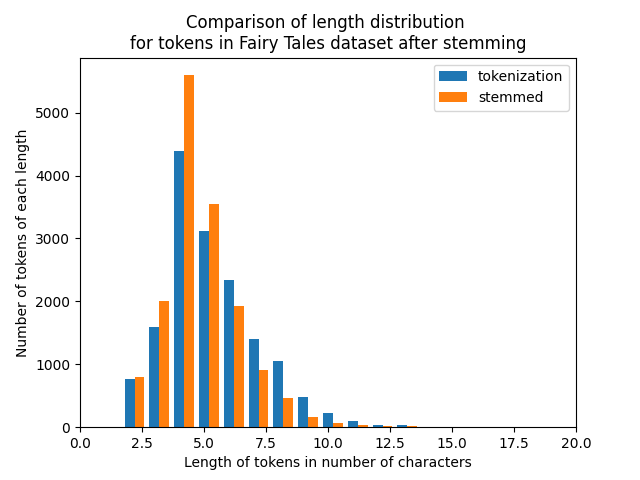 Comparison of length distribution
for tokens in Fairy Tales dataset after stemming
tokenization
stemmed
Number of tokens of each length
5000
4000
3000
2000
1000
0
0.0 2.5 5.0 7.5 10.0 12.5 15.0 17.5 20.0
Length of tokens in number of characters